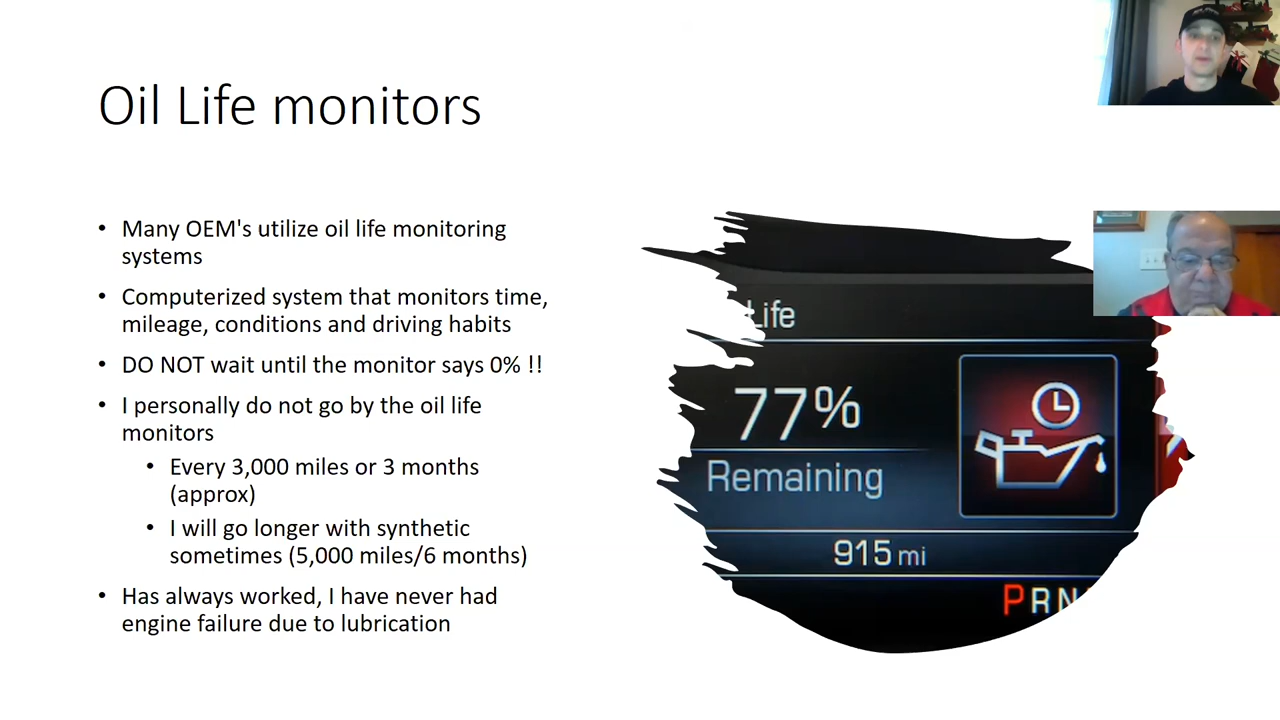 Oil Life monitors
• Many OEM's utilize oil life monitoring
systems
• Computerized system that monitors time,
mileage, conditions and driving habits
• DO NOT wait until the monitor says 0% !!
• I personally do not go by the oil life
monitors
• Every 3,000 miles or 3 months
(approx)
• I will go longer with synthetic
sometimes (5,000 miles/6 months)
• Has always worked, I have never had
engine failure due to lubrication
Life
77%
Remaining
915 mi
P R N